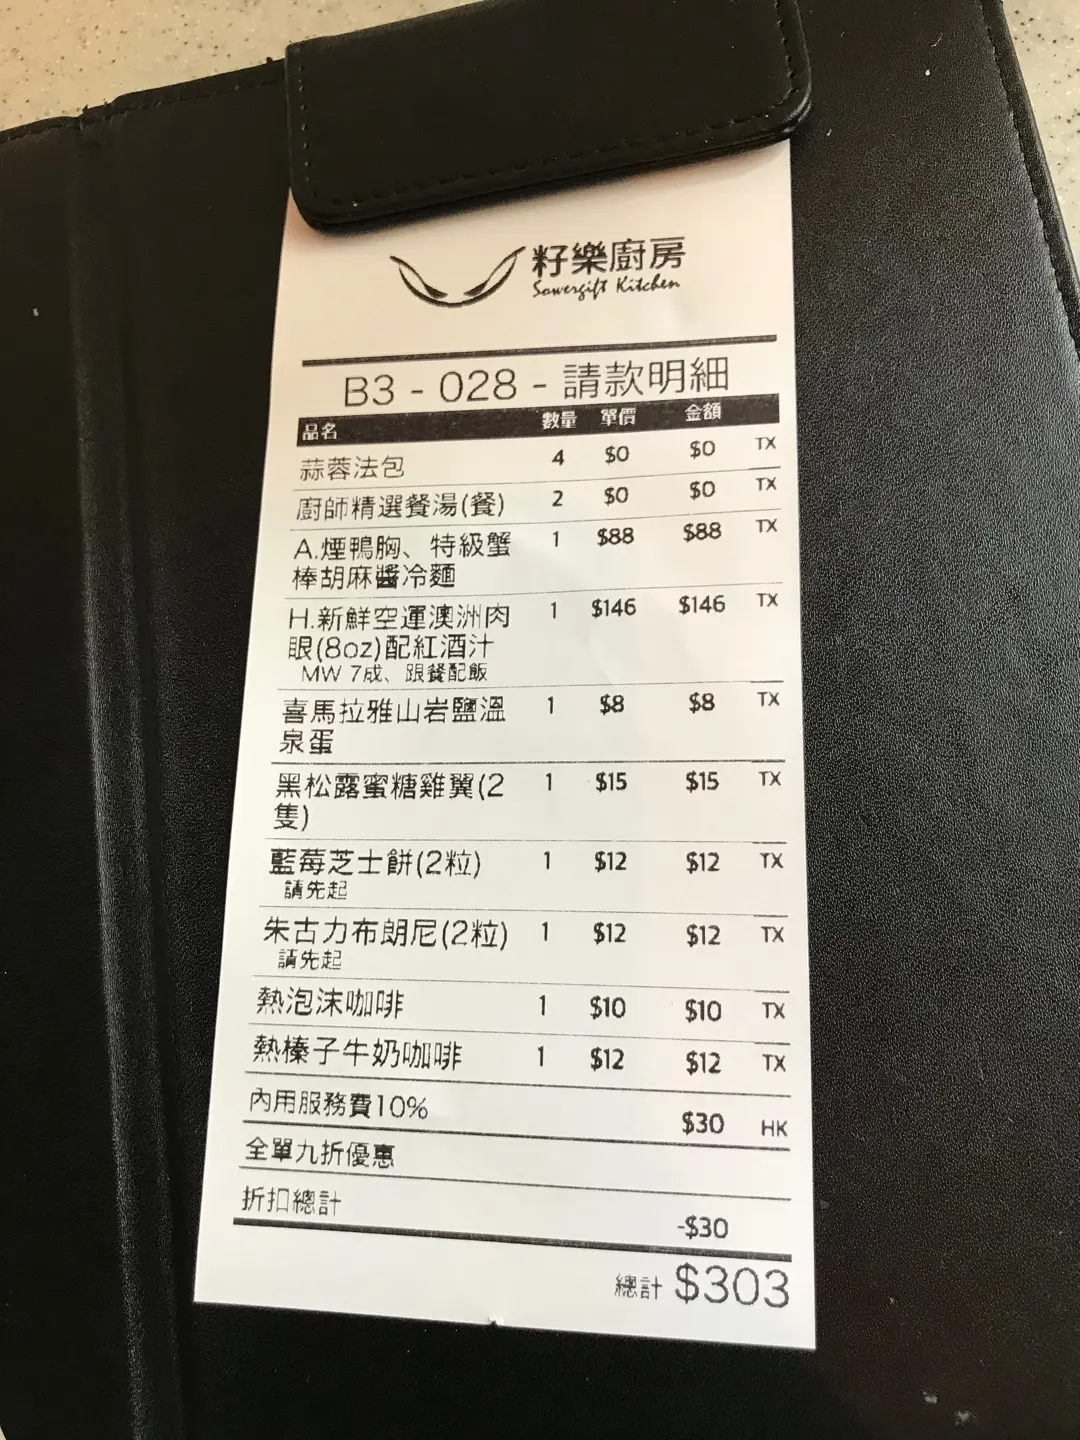 籽樂廚房
Sowergift Kitchen
B3 - 028 - 請款明細
品名 數量 單價 金額
蒜蓉法包 4 $0 $0 TX
廚師精選餐湯(餐) 2 $0 $0 TX
A.煙鴨胸、特級蟹 1 $88 $88 TX
棒胡麻醬冷麵
H.新鮮空運澳洲肉 1 $146 $146 TX
眼(8oz)配紅酒汁
MW 7成、跟餐配飯
喜馬拉雅山岩鹽溫 1 $8 $8 TX
泉蛋
黑松露蜜糖雞翼(2 1 $15 $15 TX
隻)
藍莓芝士餅(2粒) 1 $12 $12 TX
請先起
朱古力布朗尼(2粒) 1 $12 $12 TX
請先起
熱泡沫咖啡 1 $10 $10 TX
熱榛子牛奶咖啡 1 $12 $12 TX
內用服務費10% $30 HK
全單九折優惠
折扣總計 -$30
總計 $303